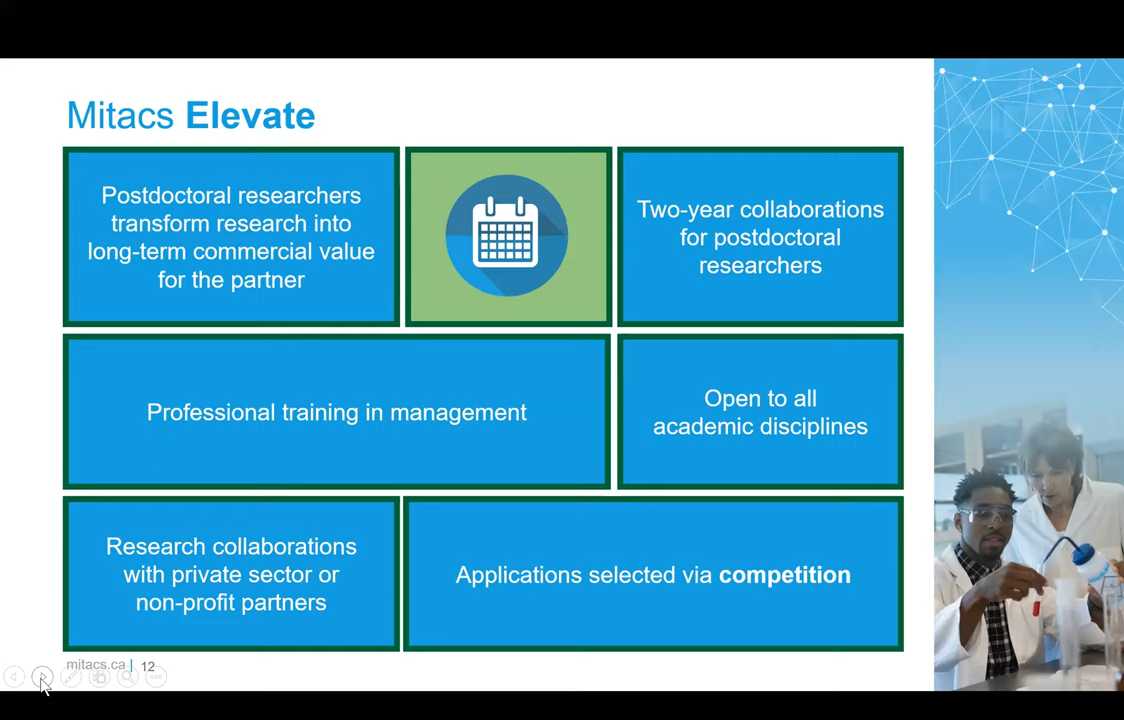 Mitacs Elevate
Postdoctoral researchers
transform research into
long-term commercial value
for the partner
Two-year collaborations
for postdoctoral
researchers
Professional training in management
Open to all
academic disciplines
Research collaborations
with private sector or
non-profit partners
Applications selected via competition
mitacs.ca | 12